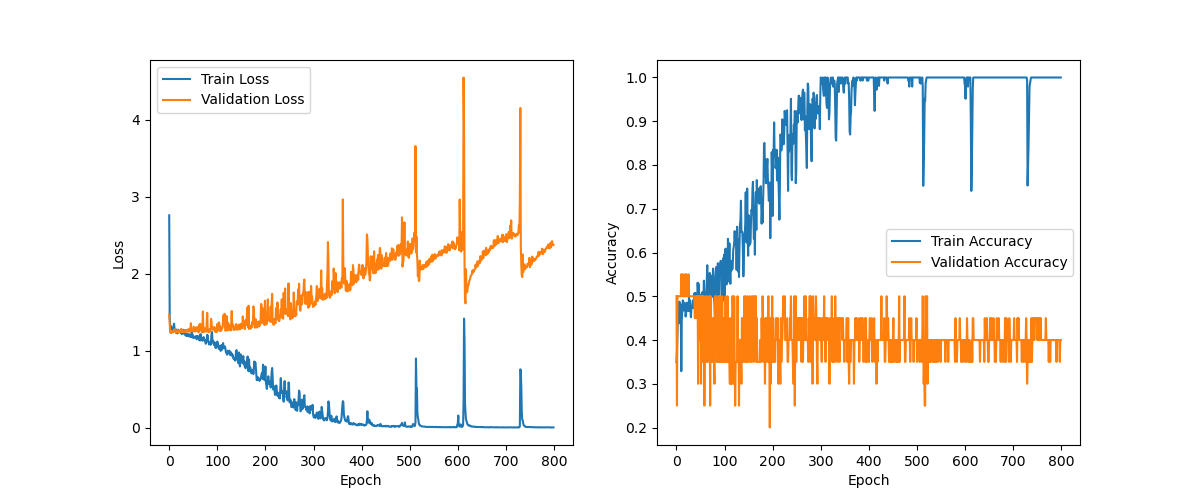 Train Loss
Validation Loss
Loss
4
3
2
1
0
0 100 200 300 400 500 600 700 800
Epoch
Train Accuracy
Validation Accuracy
Accuracy
1.0
0.9
0.8
0.7
0.6
0.5
0.4
0.3
0.2
0 100 200 300 400 500 600 700 800
Epoch